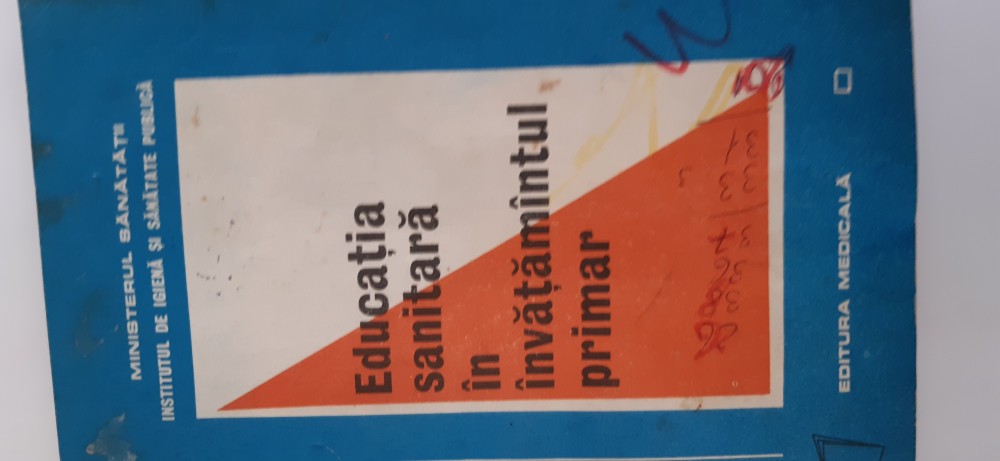 MINISTERUL SĂNĂTĂȚII
INSTITUTUL DE IGIENĂ ȘI SĂNĂTATE PUBLICĂ
Educația
sanitară
în
învățămîntul
primar
EDITURA MEDICALĂ